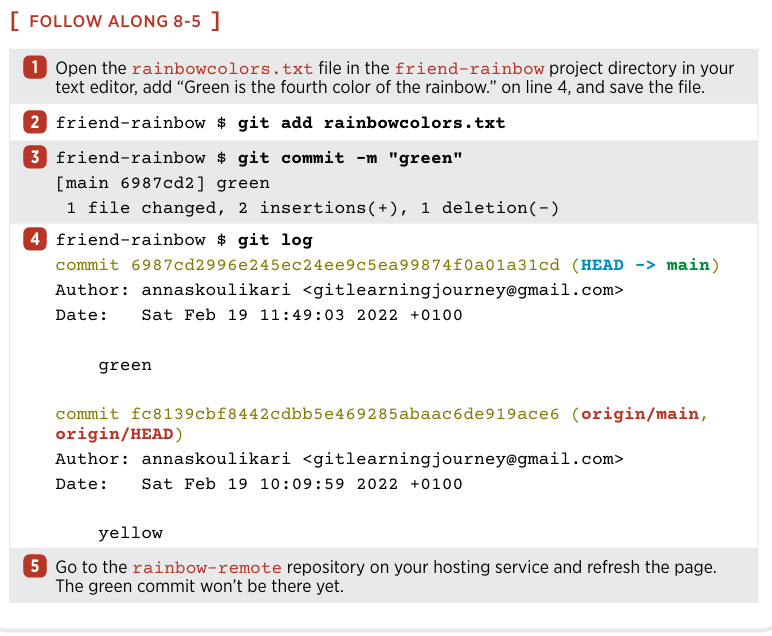 [ FOLLOW ALONG 8-5 ]
1 Open the rainbowcolors.txt file in the friend-rainbow project directory in your
text editor, add “Green is the fourth color of the rainbow.” on line 4, and save the file.
2 friend-rainbow $ git add rainbowcolors.txt
3 friend-rainbow $ git commit -m "green"
[main 6987cd2] green
1 file changed, 2 insertions(+), 1 deletion(-)
4 friend-rainbow $ git log
commit 6987cd2996e245ec24ee9c5ea99874f0a01a31cd (HEAD -> main)
Author: annaskoulikari <gitlearningjourney@gmail.com>
Date:   Sat Feb 19 11:49:03 2022 +0100
green
commit fc8139cbf8442cdbb5e469285abaac6de919ace6 (origin/main,
origin/HEAD)
Author: annaskoulikari <gitlearningjourney@gmail.com>
Date:   Sat Feb 19 10:09:59 2022 +0100
yellow
5 Go to the rainbow-remote repository on your hosting service and refresh the page.
The green commit won’t be there yet.